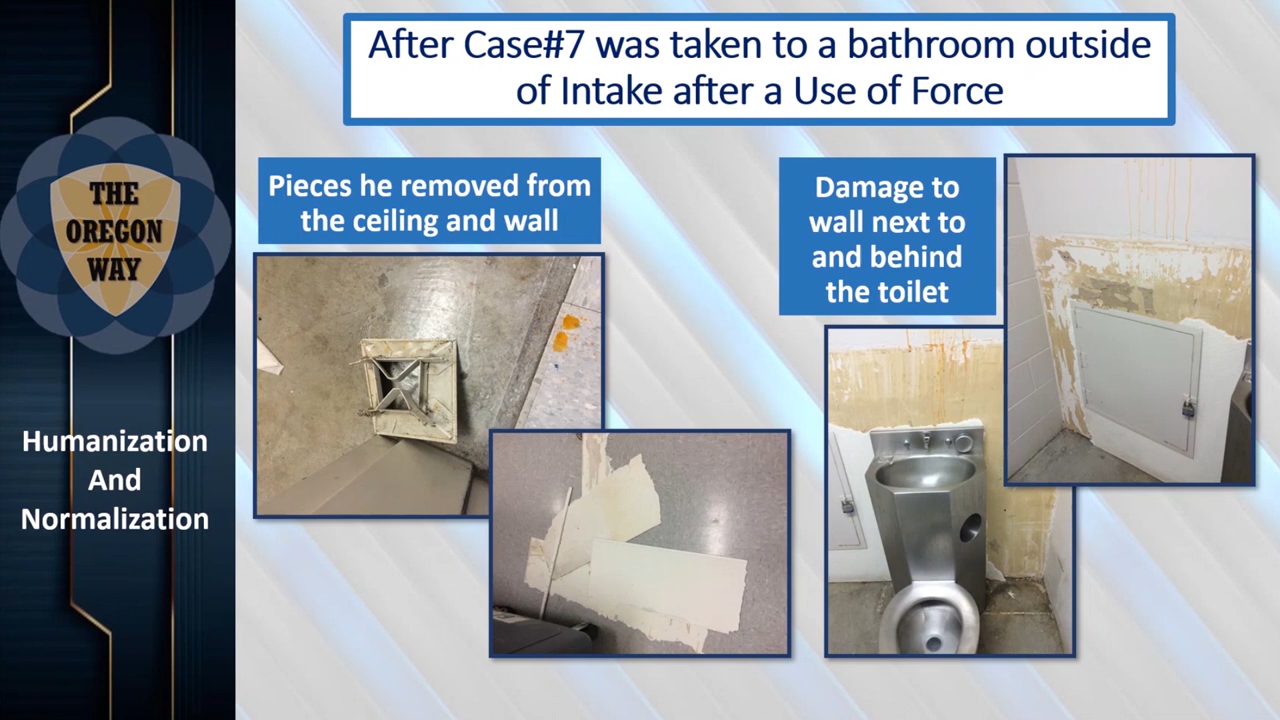 After Case#7 was taken to a bathroom outside
of Intake after a Use of Force
THE
OREGON
WAY
Humanization
And
Normalization
Pieces he removed from
the ceiling and wall
Damage to
wall next to
and behind
the toilet